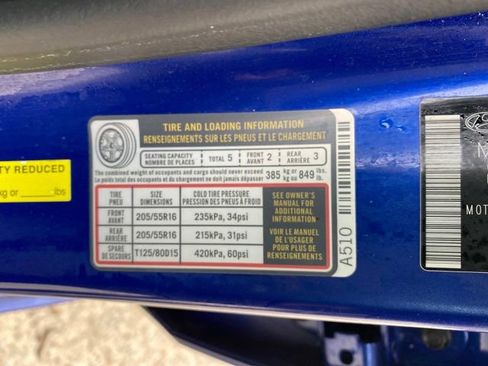 TIRE AND LOADING INFORMATION
RENSEIGNEMENTS SUR LES PNEUS ET LE CHARGEMENT
SEATING CAPACITY
NOMBRE DE PLACES
TOTAL 5
FRONT
AVANT 2
REAR
ARRIÈRE 3
The combined weight of occupants and cargo should never exceed 385 kg or 849 lbs.
Le poids total des occupants et du chargement ne doit jamais dépasser 385 kg ou 849 lb.
TIRE
PNEU
SIZE
DIMENSIONS
COLD TIRE PRESSURE
PRESSION DES PNEUS À FROID
SEE OWNER'S
MANUAL FOR
ADDITIONAL
INFORMATION
VOIR LE MANUEL
DE L'USAGER
POUR PLUS DE
RENSEIGNEMENTS
FRONT
AVANT
205/55R16
235kPa, 34psi
REAR
ARRIÈRE
205/55R16
215kPa, 31psi
SPARE
DE SECOURS
T125/80D15
420kPa, 60psi
A510
TY REDUCED
kg or ____lbs
M
MOT